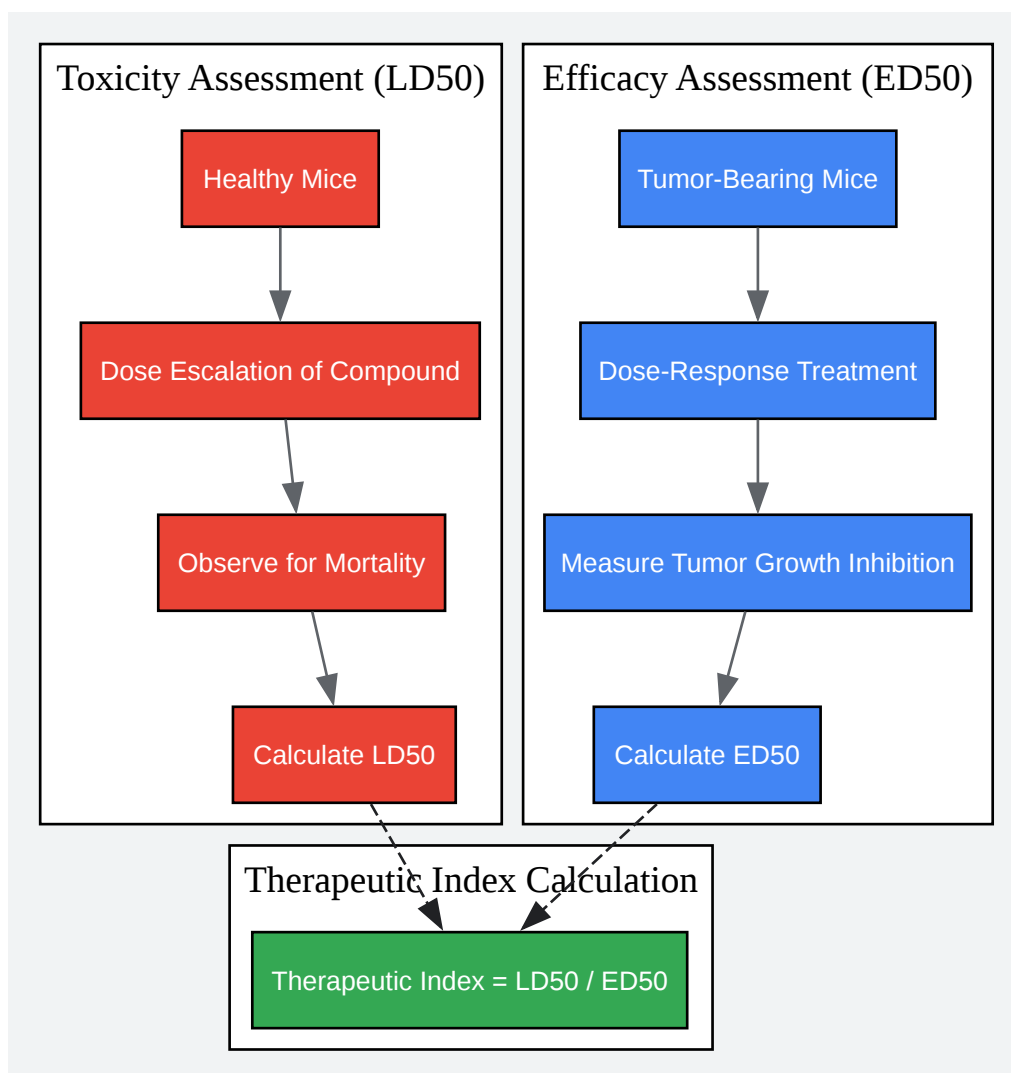 Toxicity Assessment (LD50)
Healthy Mice
Dose Escalation of Compound
Observe for Mortality
Calculate LD50
Efficacy Assessment (ED50)
Tumor-Bearing Mice
Dose-Response Treatment
Measure Tumor Growth Inhibition
Calculate ED50
Therapeutic Index Calculation
Therapeutic Index = LD50 / ED50